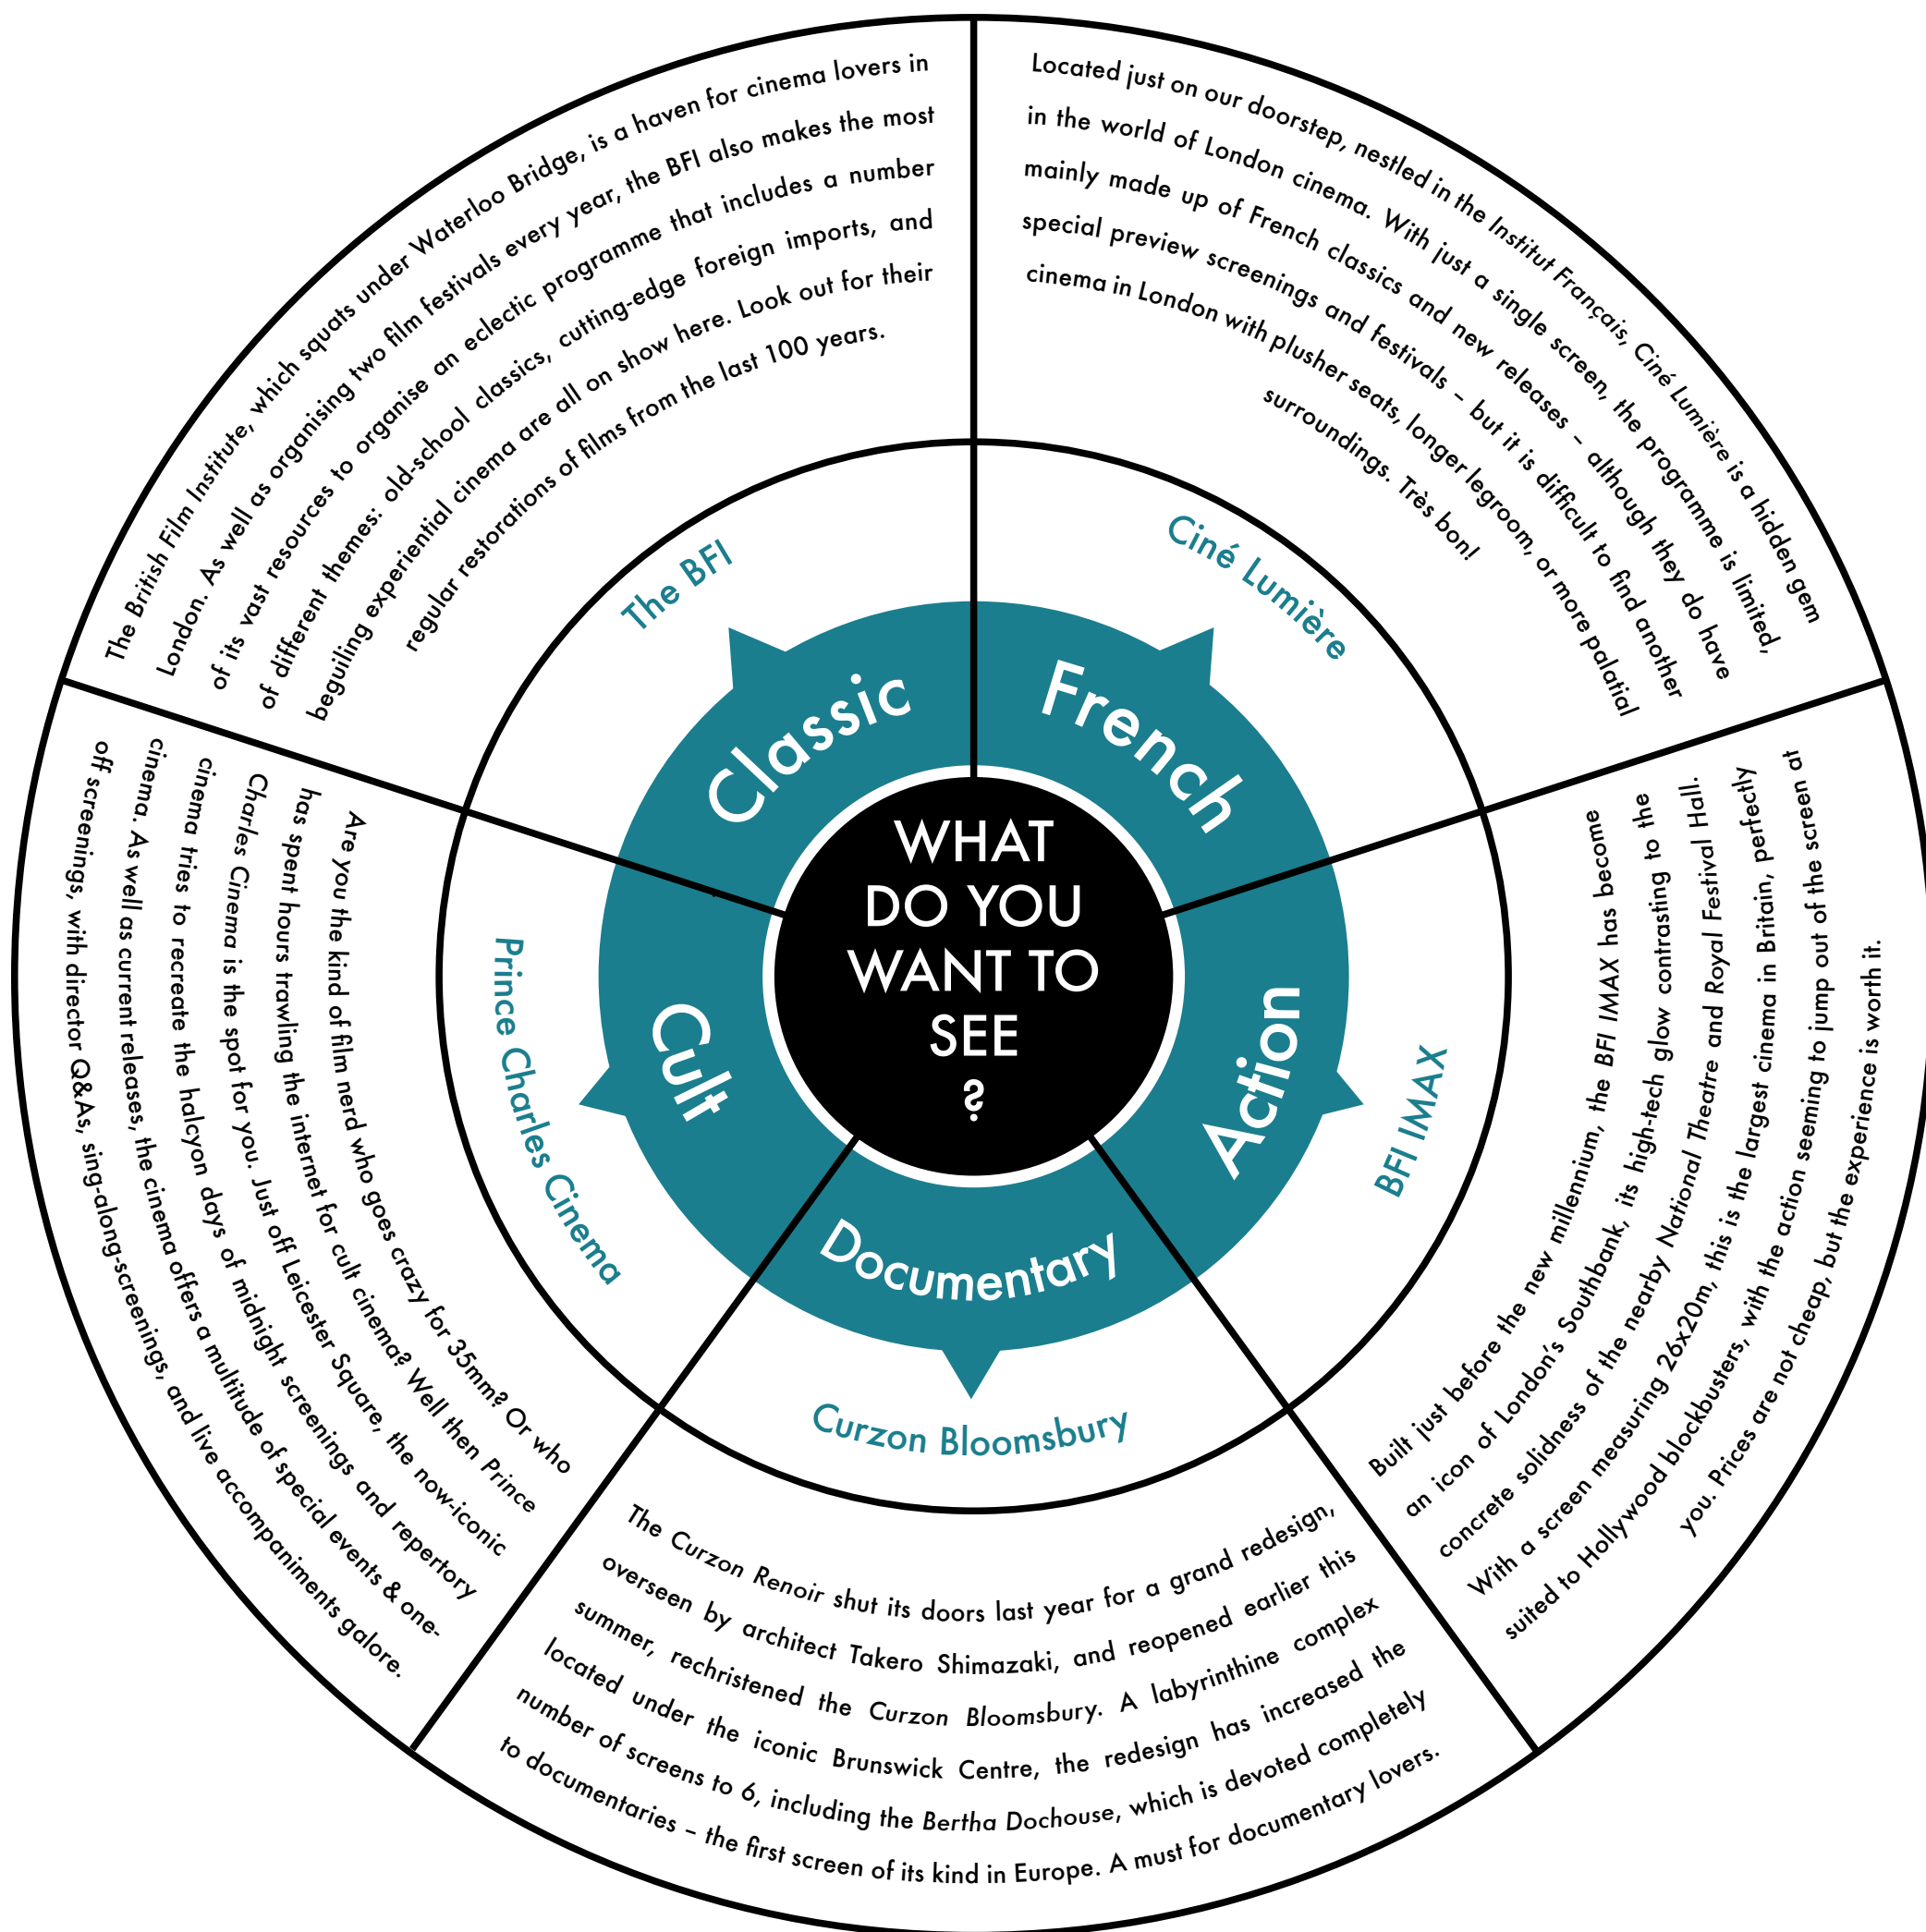 WHAT
DO YOU
WANT TO
SEE
?
Classic
The BFI
The British Film Institute, which squats under Waterloo Bridge, is a haven for cinema lovers in
London. As well as organising two film festivals every year, the BFI also makes the most
of its vast resources to organise an eclectic programme that includes a number
of different themes: old-school classics, cutting-edge foreign imports, and
beguiling experiential cinema are all on show here. Look out for their
regular restorations of films from the last 100 years.
French
Ciné Lumière
Located just on our doorstep, nestled in the Institut Français, Ciné Lumière is a hidden gem
in the world of London cinema. With just a single screen, the programme is limited,
mainly made up of French classics and new releases – although they do have
special preview screenings and festivals – but it is difficult to find another
cinema in London with plusher seats, longer legroom, or more palatial
surroundings. Très bon!
Action
BFI IMAX
Built just before the new millennium, the BFI IMAX has become
an icon of London's Southbank, its high-tech glow contrasting to the
concrete solidness of the nearby National Theatre and Royal Festival Hall.
With a screen measuring 26x20m, this is the largest cinema in Britain, perfectly
suited to Hollywood blockbusters, with the action seeming to jump out of the screen at
you. Prices are not cheap, but the experience is worth it.
Documentary
Curzon Bloomsbury
The Curzon Renoir shut its doors last year for a grand redesign,
overseen by architect Takero Shimazaki, and reopened earlier this
summer, rechristened the Curzon Bloomsbury. A labyrinthine complex
located under the iconic Brunswick Centre, the redesign has increased the
number of screens to 6, including the Bertha Dochouse, which is devoted completely
to documentaries – the first screen of its kind in Europe. A must for documentary lovers.
Cult
Prince Charles Cinema
Are you the kind of film nerd who goes crazy for 35mm? Or who
has spent hours trawling the internet for cult cinema? Well then Prince
Charles Cinema is the spot for you. Just off Leicester Square, the now-iconic
cinema tries to recreate the halcyon days of midnight screenings and repertory
cinema. As well as current releases, the cinema offers a multitude of special events & one-
off screenings, with director Q&As, sing-along-screenings, and live accompaniments galore.